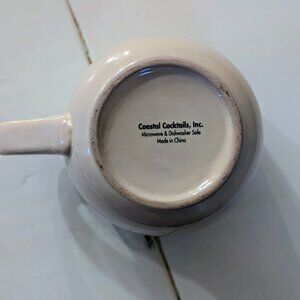 Coastal Cocktails, Inc.
Microwave & Dishwasher Safe
Made in China